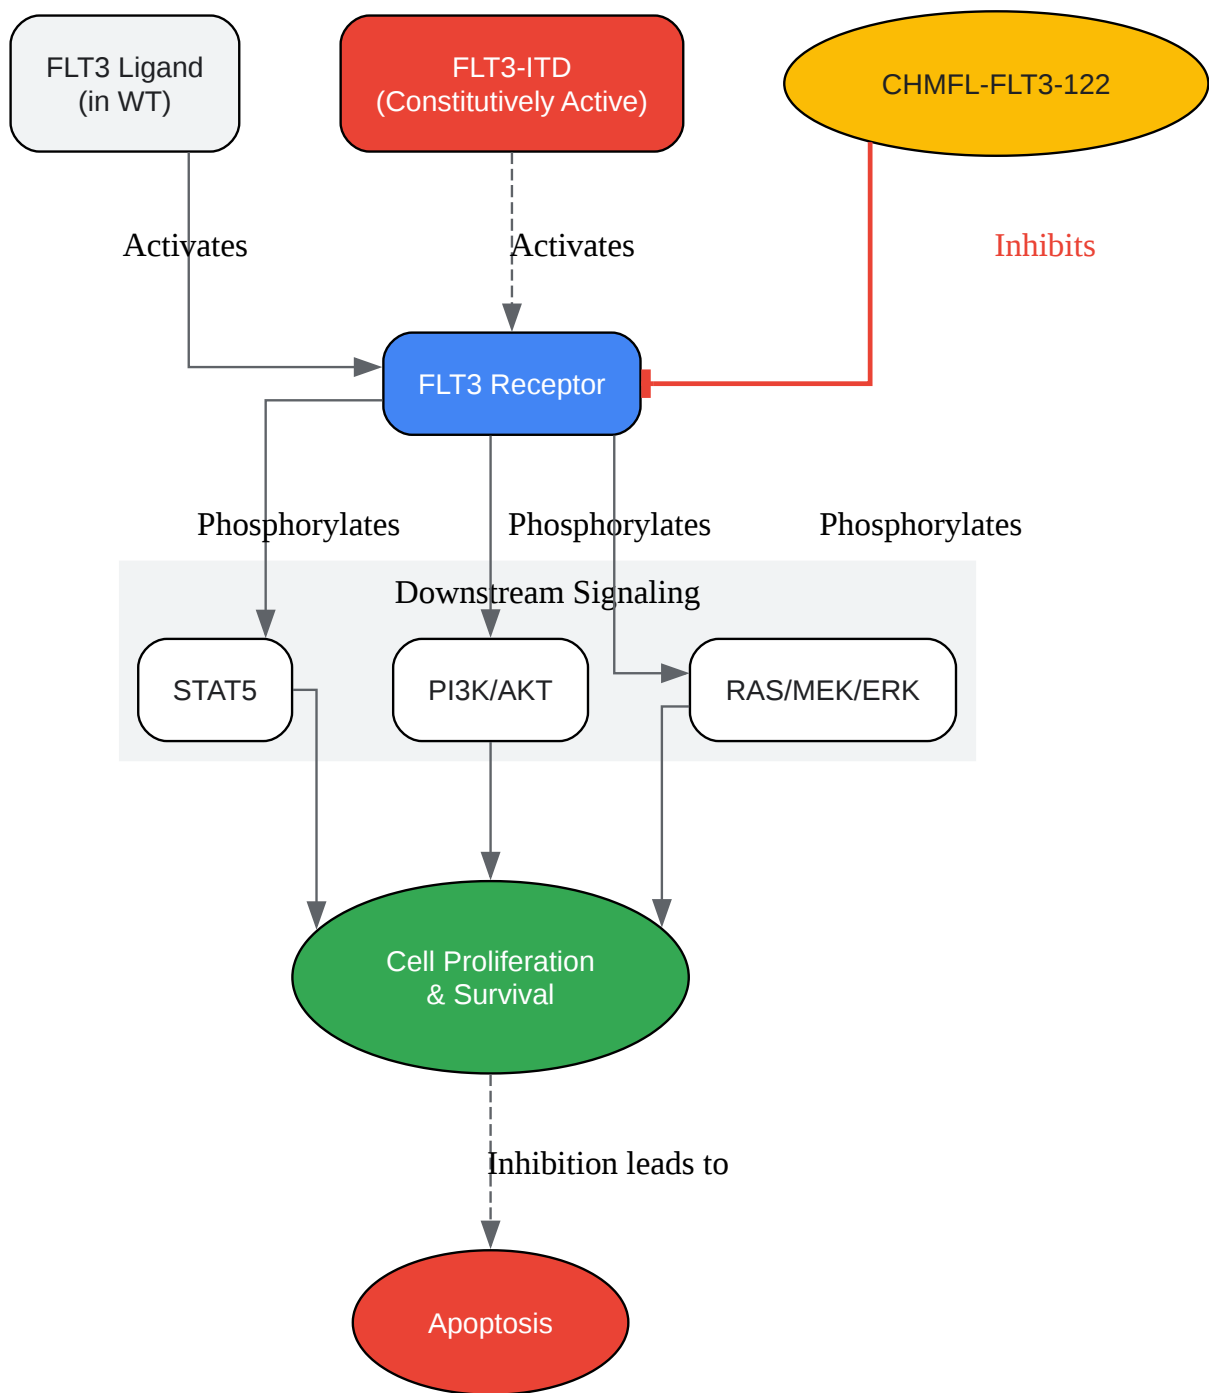 FLT3 Ligand
(in WT)
FLT3-ITD
(Constitutively Active)
CHMFL-FLT3-122
Activates
Activates
Inhibits
FLT3 Receptor
Phosphorylates
Phosphorylates
Phosphorylates
Downstream Signaling
STAT5
PI3K/AKT
RAS/MEK/ERK
Cell Proliferation
& Survival
Inhibition leads to
Apoptosis